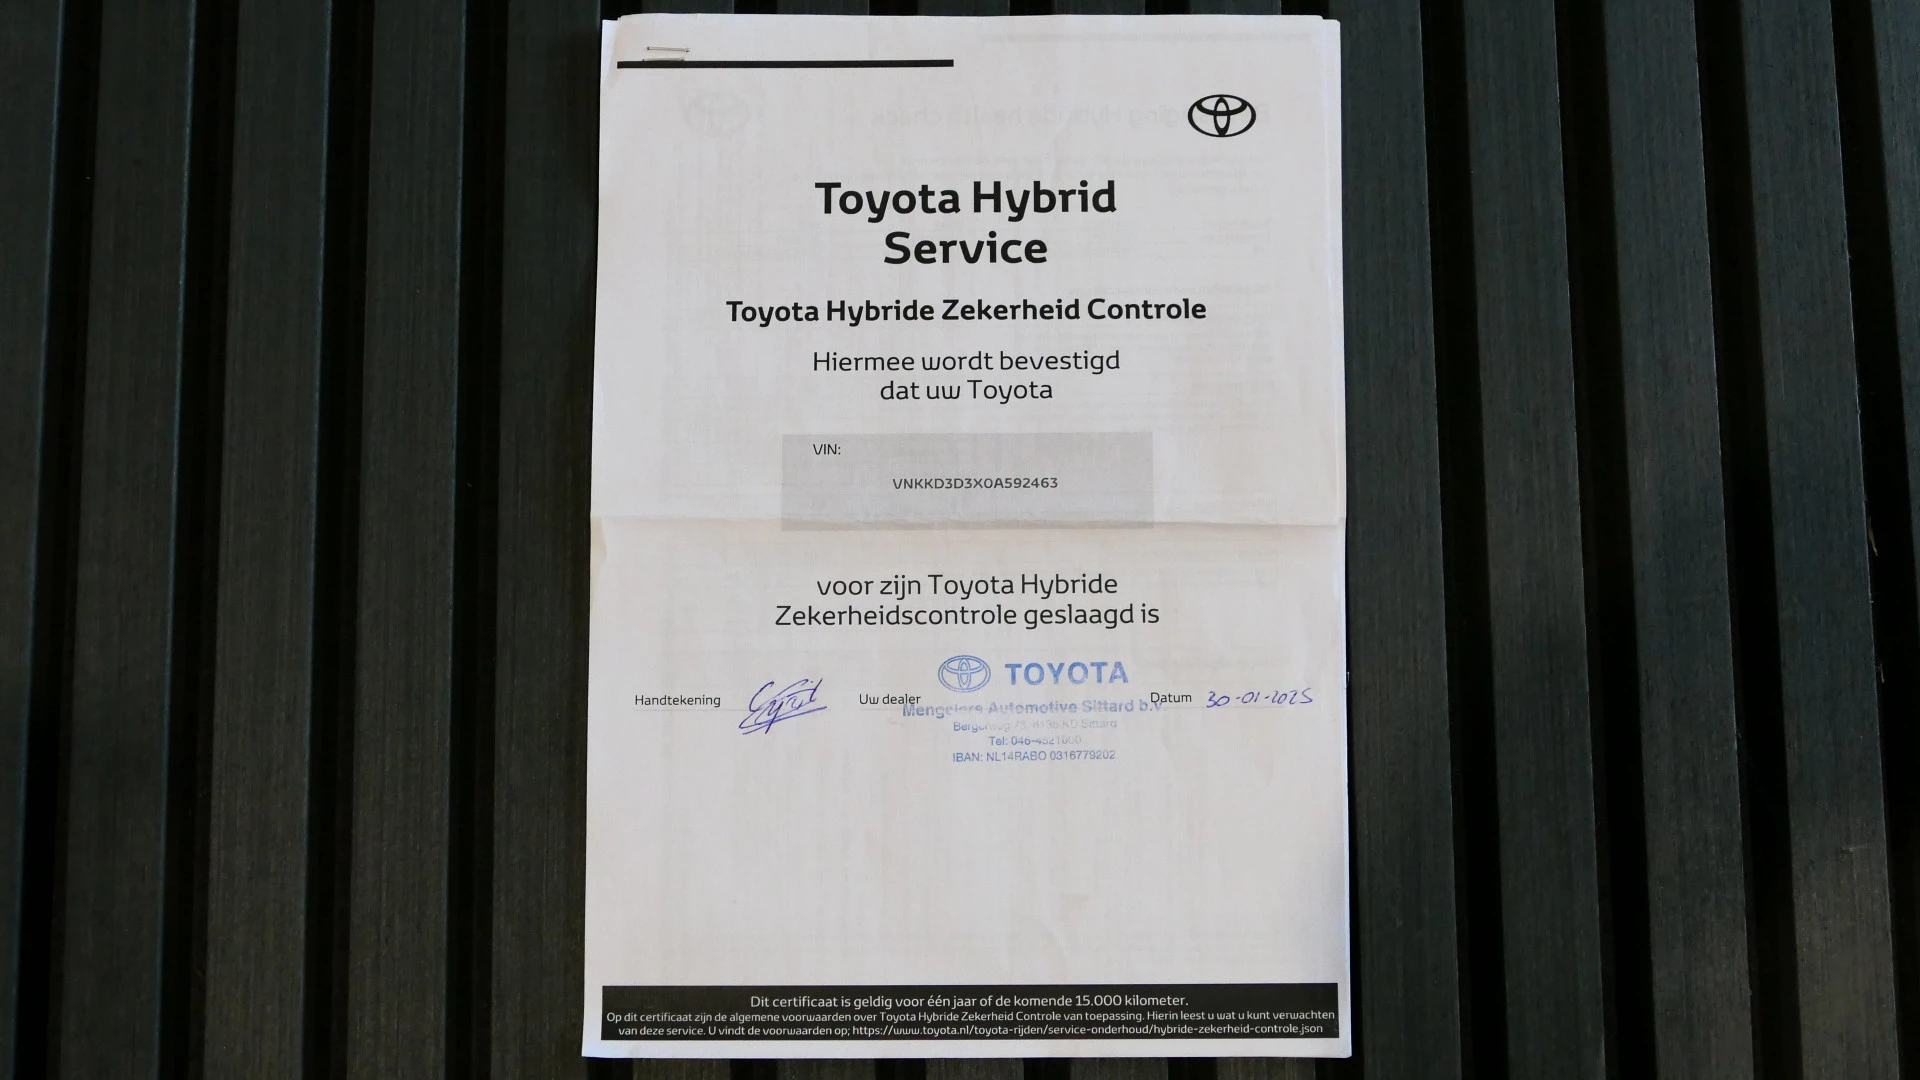 Toyota Hybrid
Service
Toyota Hybride Zekerheid Controle
Hiermee wordt bevestigd
dat uw Toyota
VIN:
VNKKD3D3X0A592463
voor zijn Toyota Hybride
Zekerheidscontrole geslaagd is
Handtekening
Uw dealer
TOYOTA
Mengelers Automotive Sittard b.v.
Sittard
Tel: 046-4521000
IBAN: NL14RABO 0316779202
Datum 30-01-2025
Dit certificaat is geldig voor één jaar of de komende 15.000 kilometer.
Op dit certificaat zijn de algemene voorwaarden over Toyota Hybride Zekerheid Controle van toepassing. Hierin leest u wat u kunt verwachten
van deze service. U vindt de voorwaarden op; https://www.toyota.nl/toyota-rijden/service-onderhoud/hybride-zekerheid-controle.json